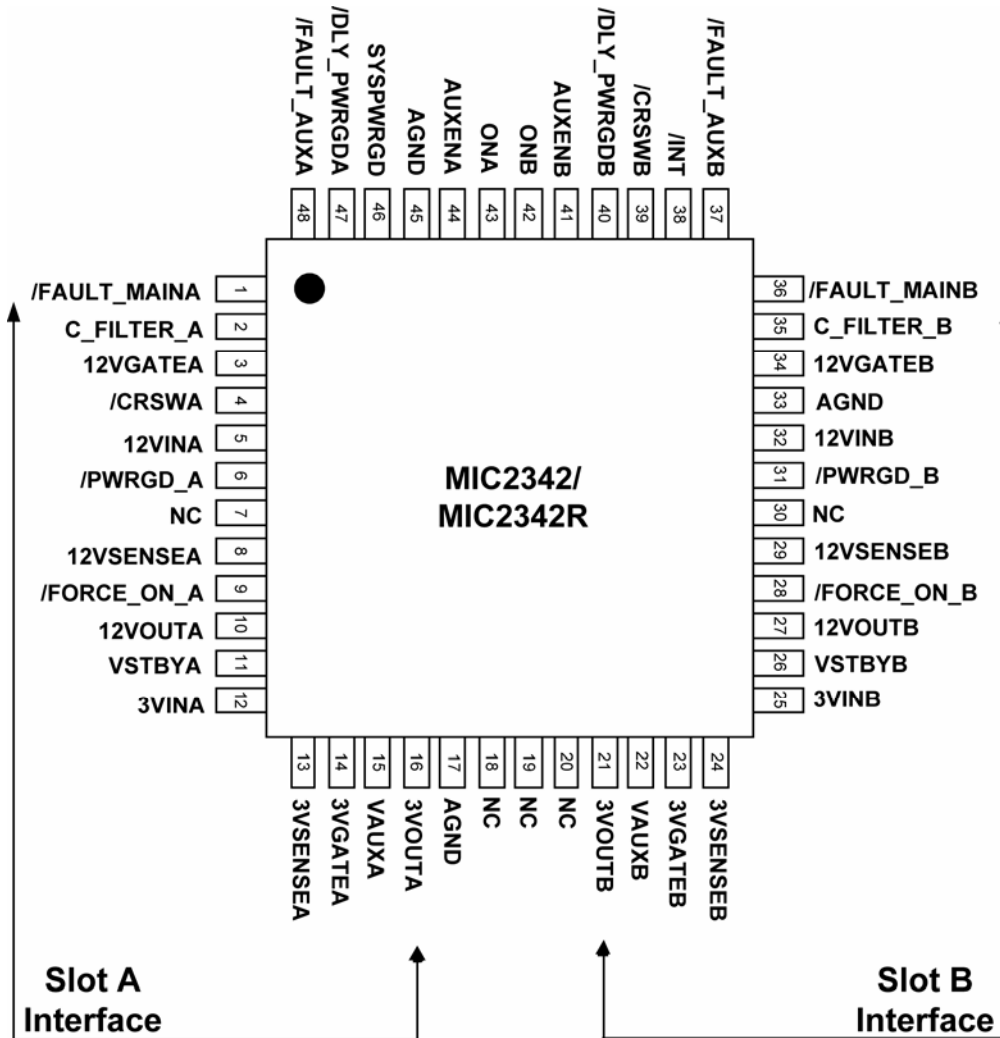 /FAULT_AUXA
/DLY_PWRGDA
SYSPWRGD
AGND
AUXENA
ONA
ONB
AUXENB
/DLY_PWRGDB
/CRSWB
/INT
/FAULT_AUXB
48
47
46
45
44
43
42
41
40
39
38
37
/FAULT_MAINA 1
C_FILTER_A 2
12VGATEA 3
/CRSWA 4
12VINA 5
/PWRGD_A 6
NC 7
12VSENSEA 8
/FORCE_ON_A 9
12VOUTA 10
VSTBYA 11
3VINA 12
MIC2342/
MIC2342R
36 /FAULT_MAINB
35 C_FILTER_B
34 12VGATEB
33 AGND
32 12VINB
31 /PWRGD_B
30 NC
29 12VSENSEB
28 /FORCE_ON_B
27 12VOUTB
26 VSTBYB
25 3VINB
13
14
15
16
17
18
19
20
21
22
23
24
3VSENSEA
3VGATEA
VAUXA
3VOUTA
AGND
NC
NC
NC
3VOUTB
VAUXB
3VGATEB
3VSENSEB
Slot A
Interface
Slot B
Interface